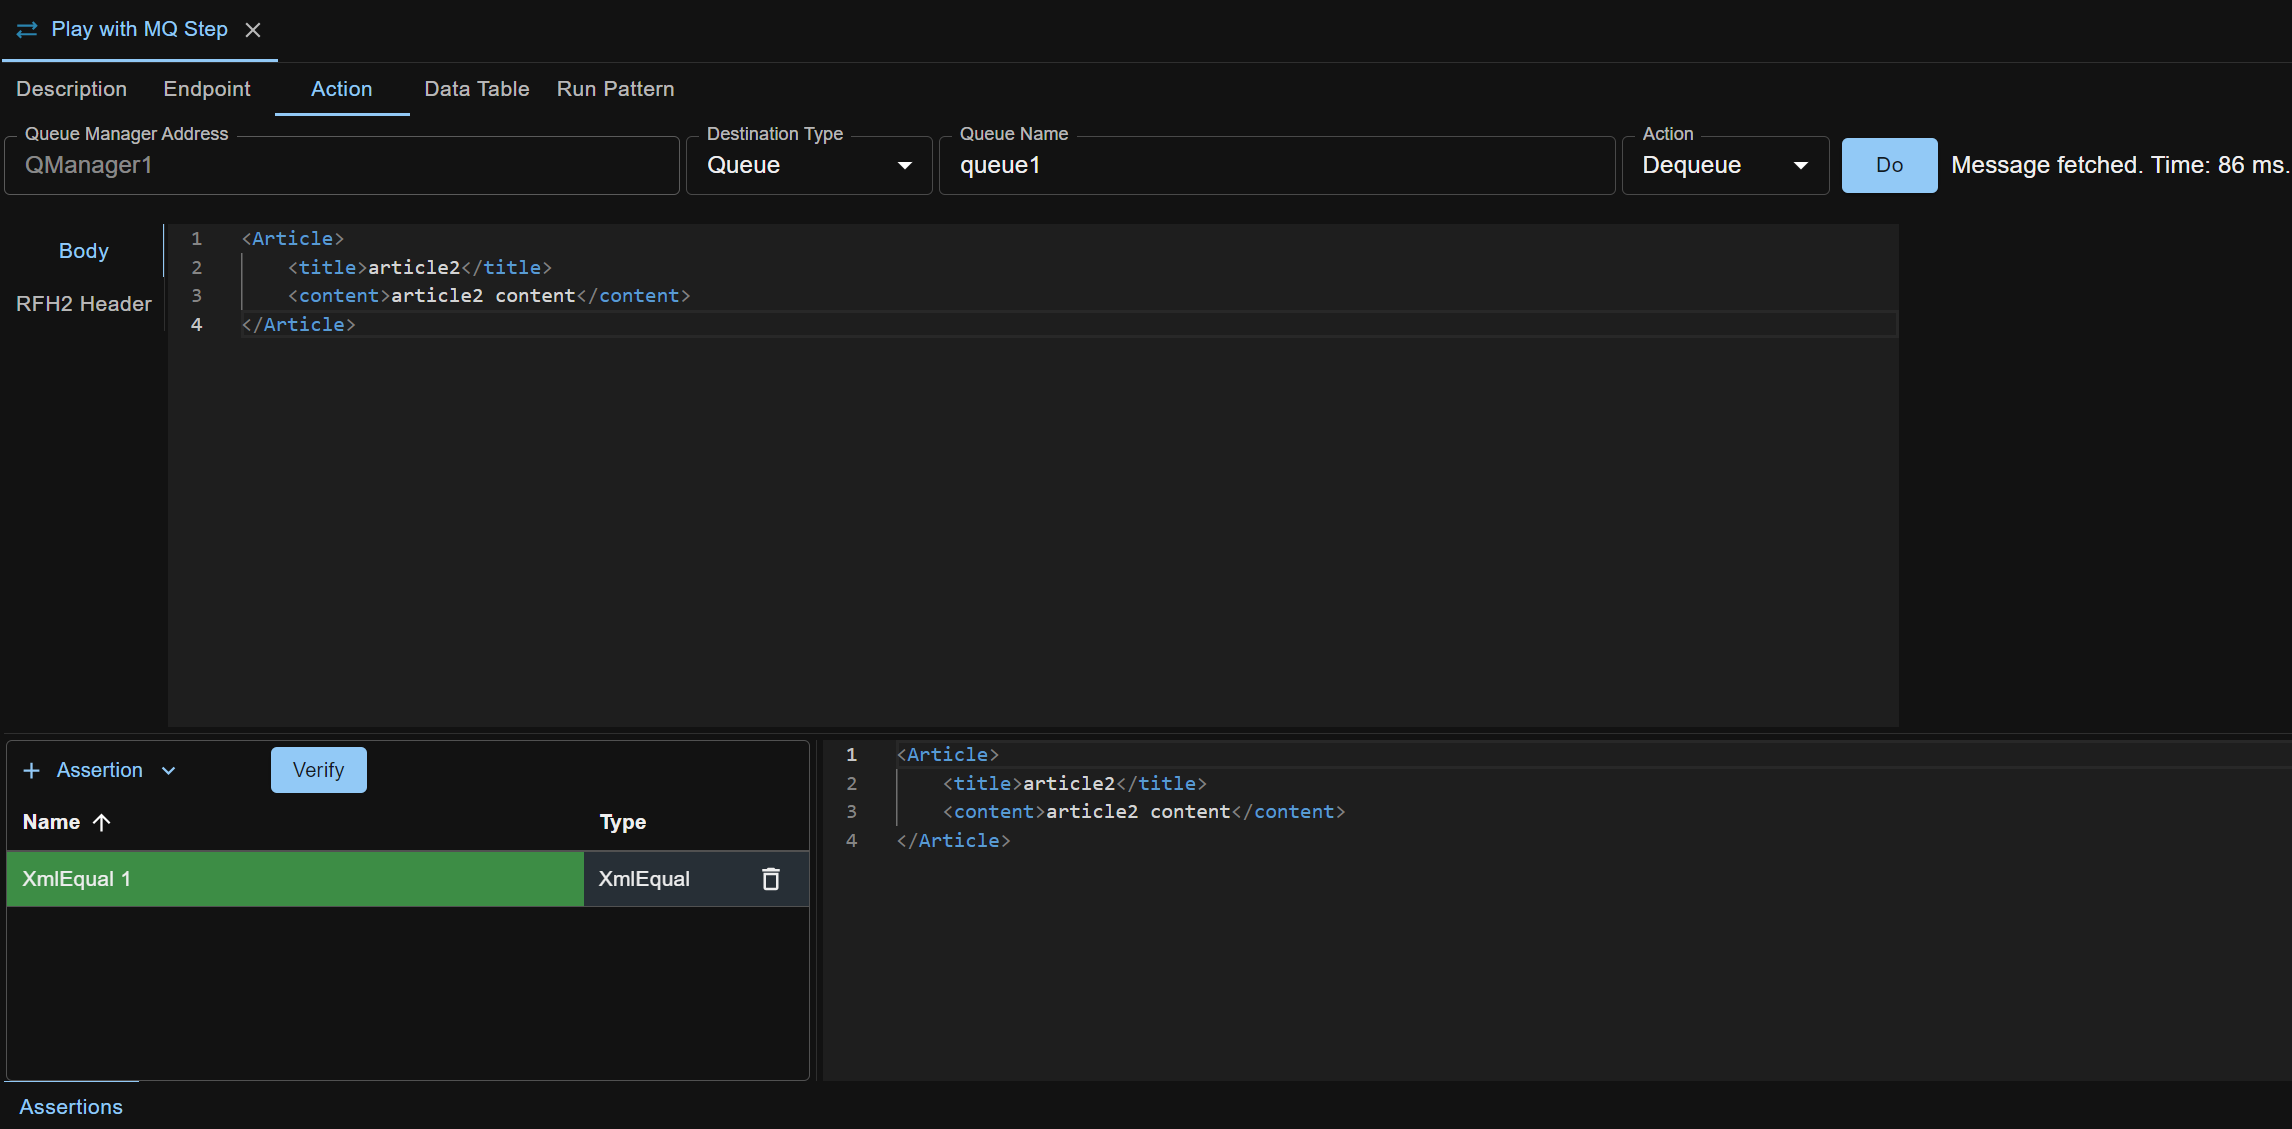 Play with MQ Step
Description Endpoint Action Data Table Run Pattern
Queue Manager Address Destination Type Queue Name Action
QManager1 Queue queue1 Dequeue Do Message fetched. Time: 86 ms.
Body
RFH2 Header
1 <Article>
2 <title>article2</title>
3 <content>article2 content</content>
4 </Article>
Assertion Verify
Name Type
XmlEqual 1 XmlEqual
1 <Article>
2 <title>article2</title>
3 <content>article2 content</content>
4 </Article>
Assertions